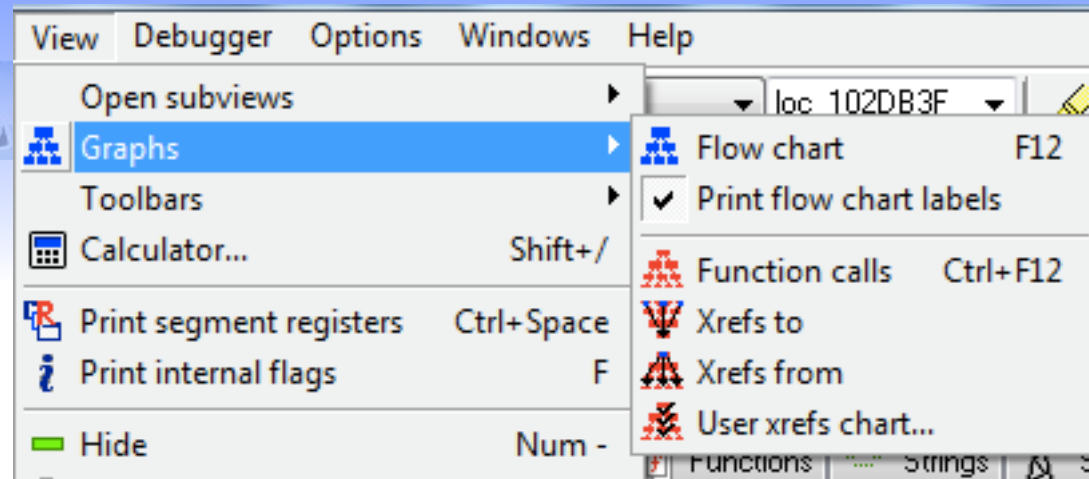 View Debugger Options Windows Help
Open subviews
loc_102DB3F
Graphs
Flow chart F12
Toolbars
Print flow chart labels
Calculator... Shift+/
Function calls Ctrl+F12
Print segment registers Ctrl+Space
Xrefs to
Print internal flags F
Xrefs from
User xrefs chart...
Hide Num -
Functions Strings